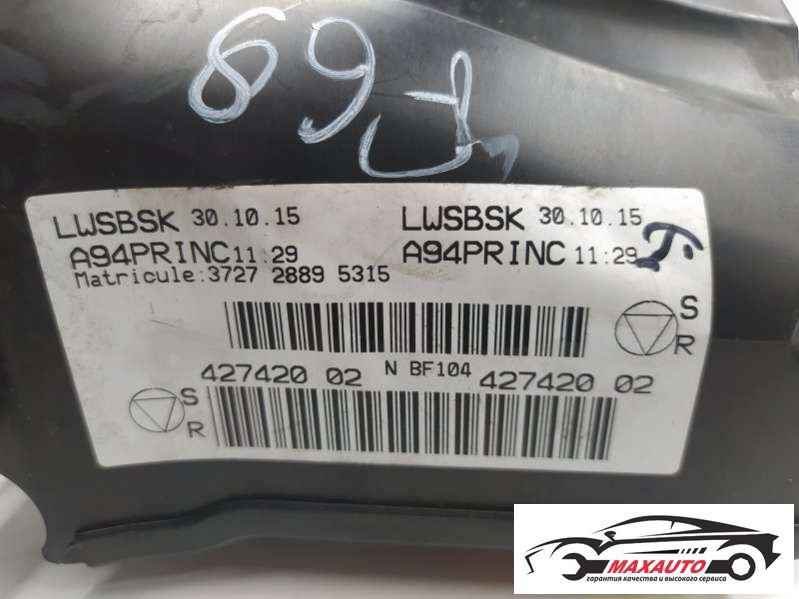 LWSBSK 30.10.15
A94PRINC 11:29
Matricule:3727 2889 5315
LWSBSK 30.10.15
A94PRINC 11:29
S
R
427420 02
N BF104
427420 02
S
R
MAXAUTO
гарантия качества и высокого сервиса